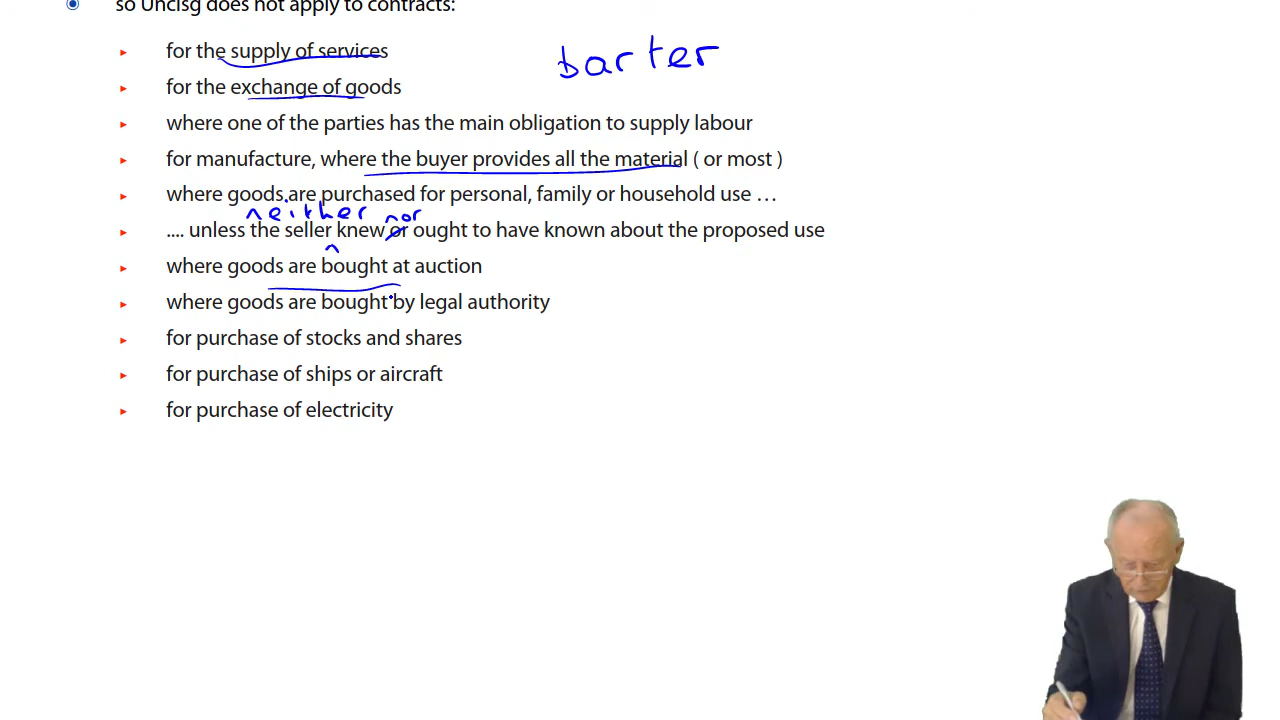 so Uncisg does not apply to contracts:
for the supply of services
barter
for the exchange of goods
where one of the parties has the main obligation to supply labour
for manufacture, where the buyer provides all the material ( or most )
where goods are purchased for personal, family or household use …
neither nor
.... unless the seller knew or ought to have known about the proposed use
where goods are bought at auction
where goods are bought by legal authority
for purchase of stocks and shares
for purchase of ships or aircraft
for purchase of electricity